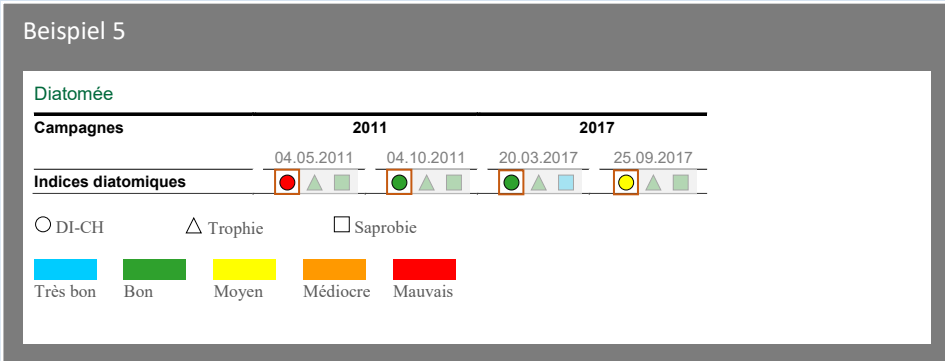 Beispiel 5
Diatomée
Campagnes 2011 2017
04.05.2011 04.10.2011 20.03.2017 25.09.2017
Indices diatomiques
DI-CH Trophie Saprobie
Très bon Bon Moyen Médiocre Mauvais